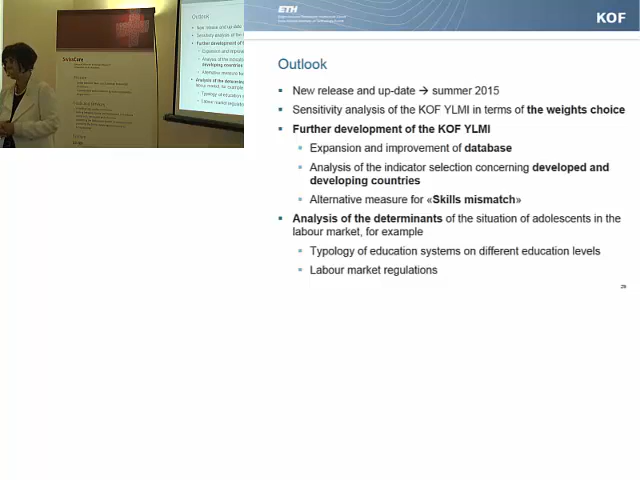 ETH
KOF
Outlook
▪ New release and up-date → summer 2015
▪ Sensitivity analysis of the KOF YLMI in terms of the weights choice
▪ Further development of the KOF YLMI
▪ Expansion and improvement of database
▪ Analysis of the indicator selection concerning developed and
developing countries
▪ Alternative measure for «Skills mismatch»
▪ Analysis of the determinants of the situation of adolescents in the
labour market, for example
▪ Typology of education systems on different education levels
▪ Labour market regulations